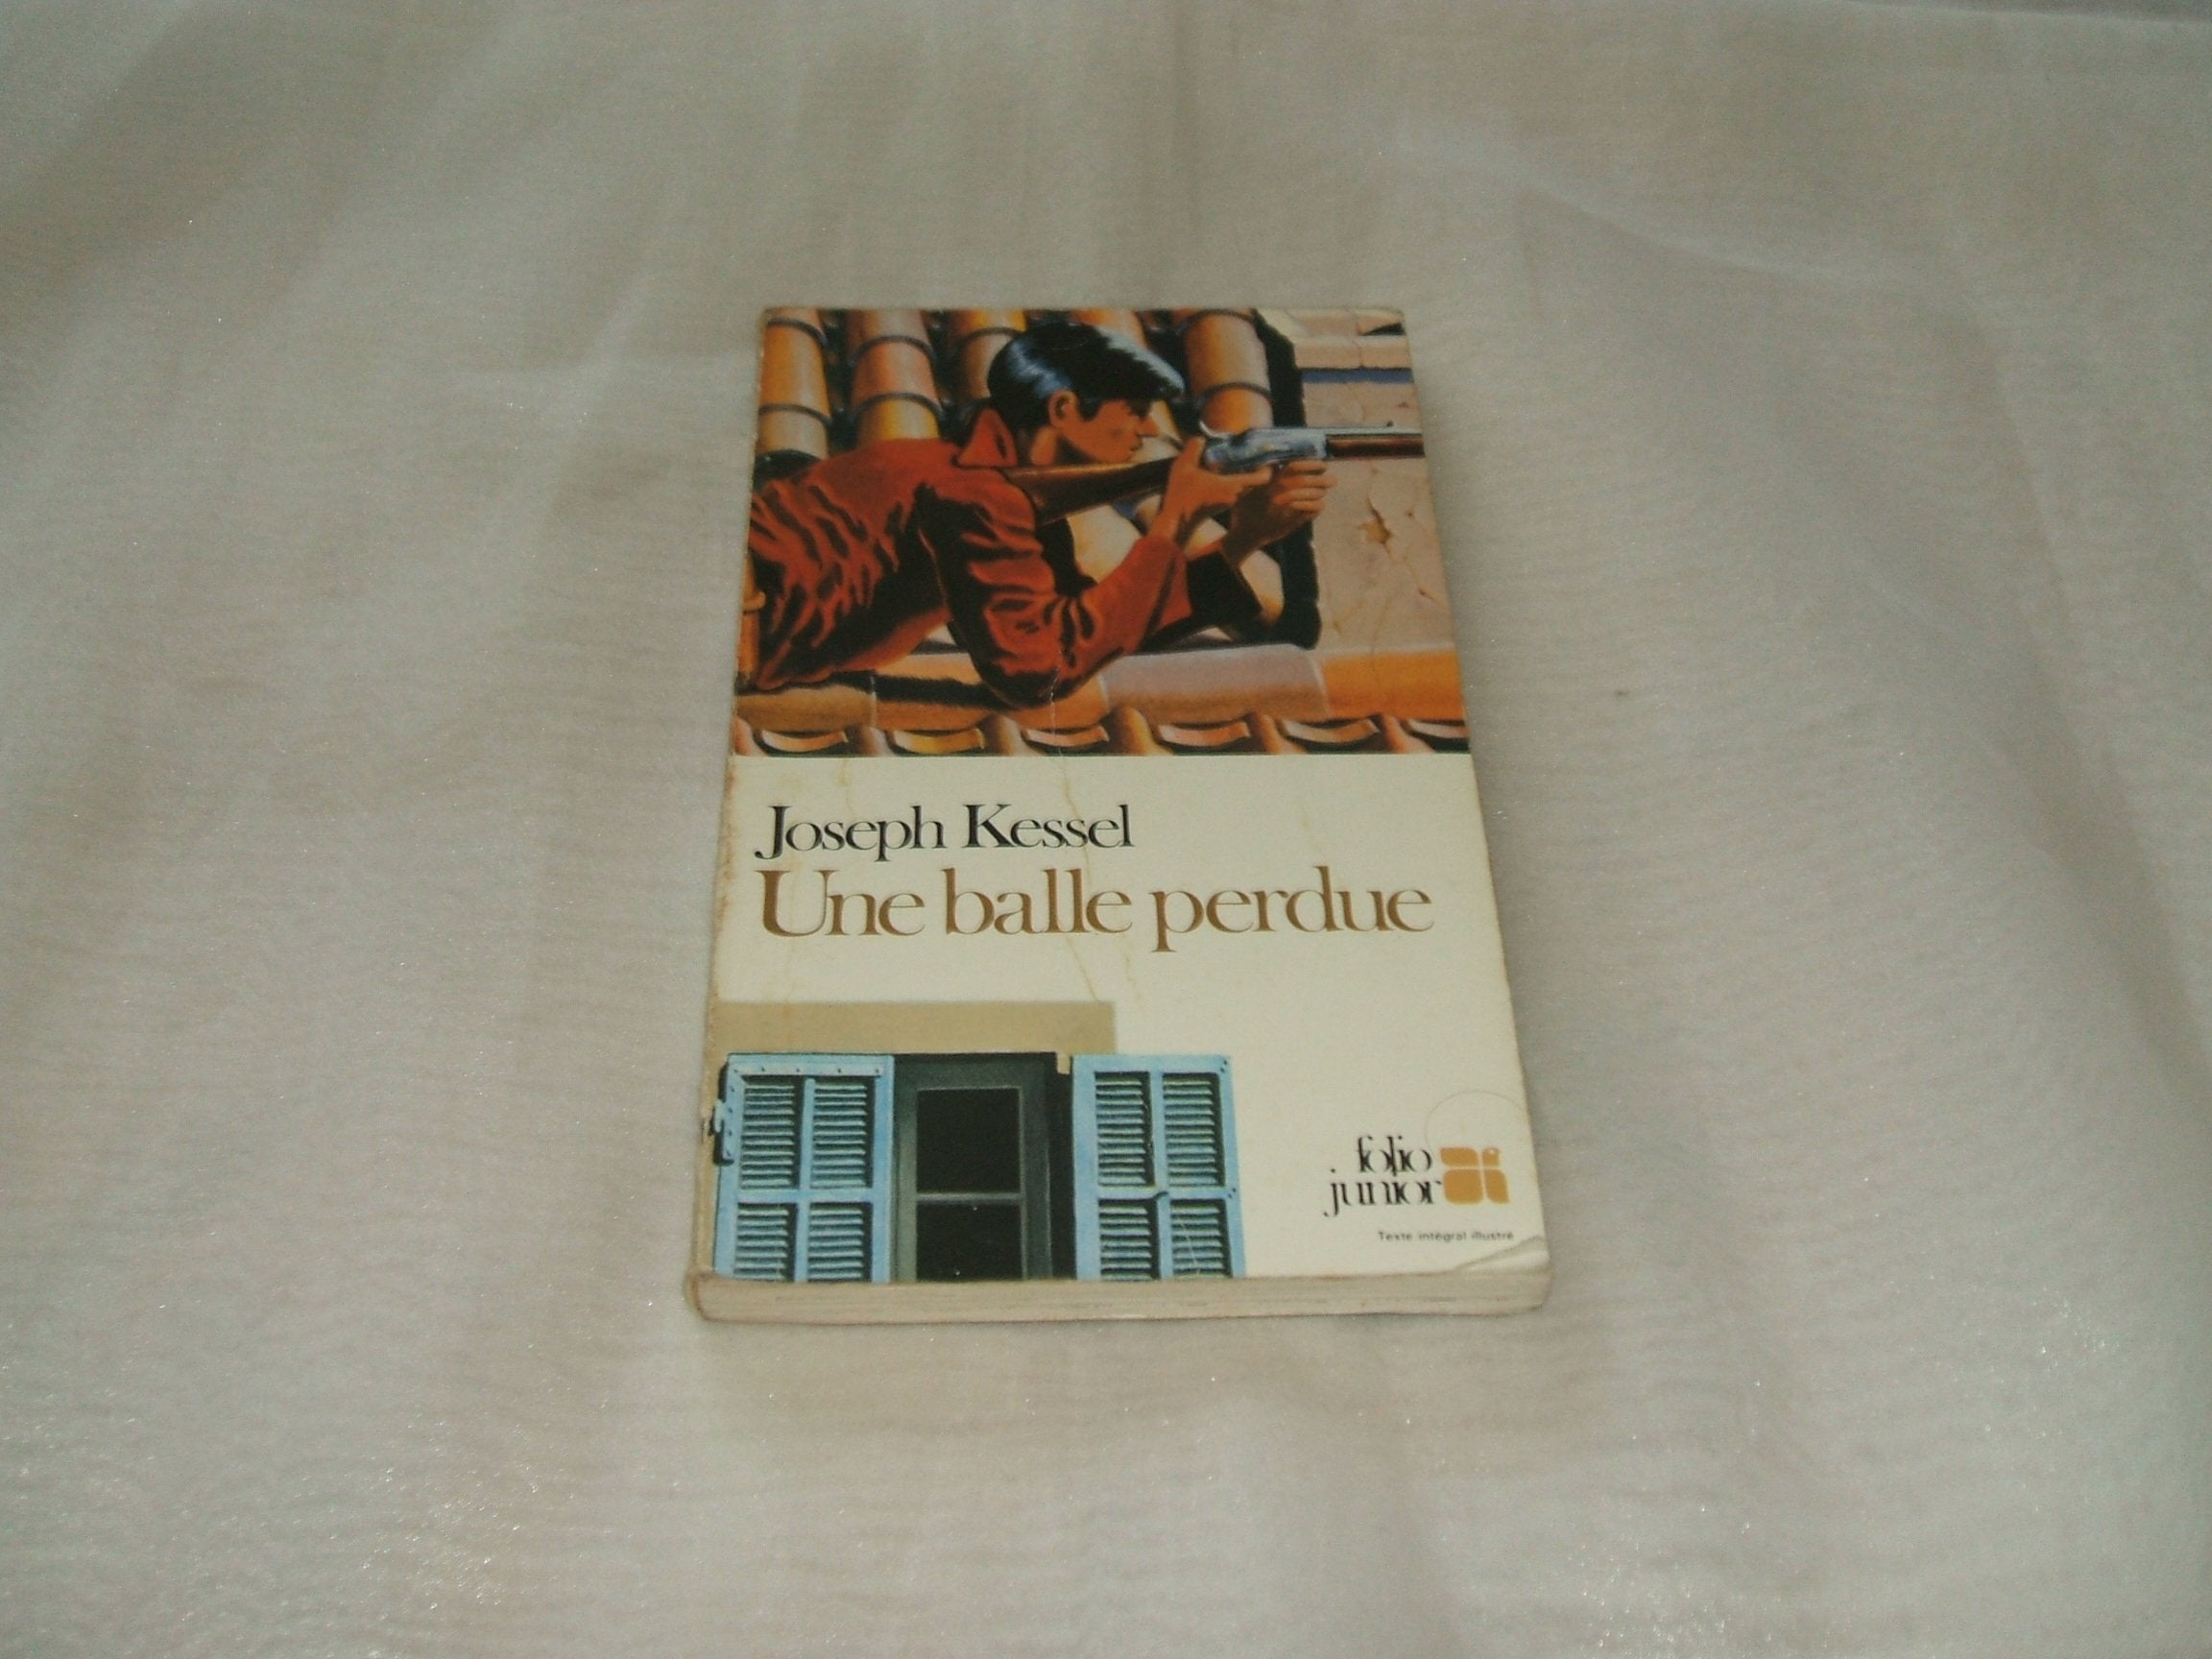 Joseph Kessel
Une balle perdue
folio
junior
Texte intégral illustré